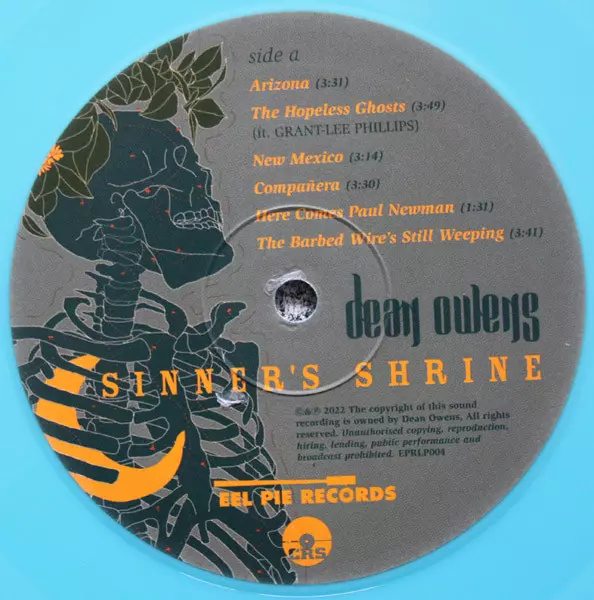 side a
Arizona (3:31)
The Hopeless Ghosts (3:49)
(ft. GRANT-LEE PHILLIPS)
New Mexico (3:14)
Compañera (3:30)
Here Comes Paul Newman (1:31)
The Barbed Wire's Still Weeping (3:41)
dean owens
SINNER'S SHRINE
©&℗ 2022 The copyright of this sound
recording is owned by Dean Owens. All rights
reserved. Unauthorised copying, reproduction,
hiring, lending, public performance and
broadcast prohibited. EPRLP004
EEL PIE RECORDS
CRS